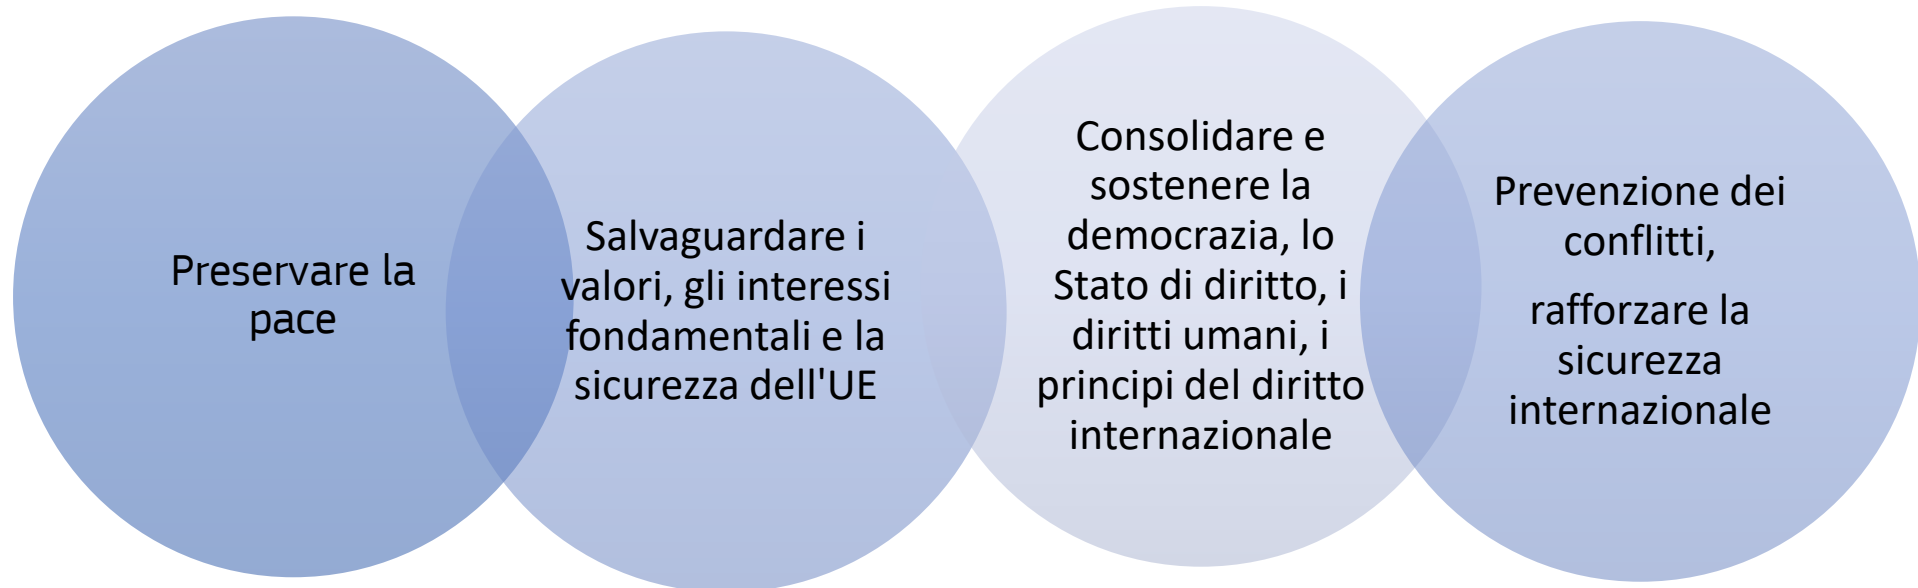 Preservare la
pace
Salvaguardare i
valori, gli interessi
fondamentali e la
sicurezza dell'UE
Consolidare e
sostenere la
democrazia, lo
Stato di diritto, i
diritti umani, i
principi del diritto
internazionale
Prevenzione dei
conflitti,
rafforzare la
sicurezza
internazionale